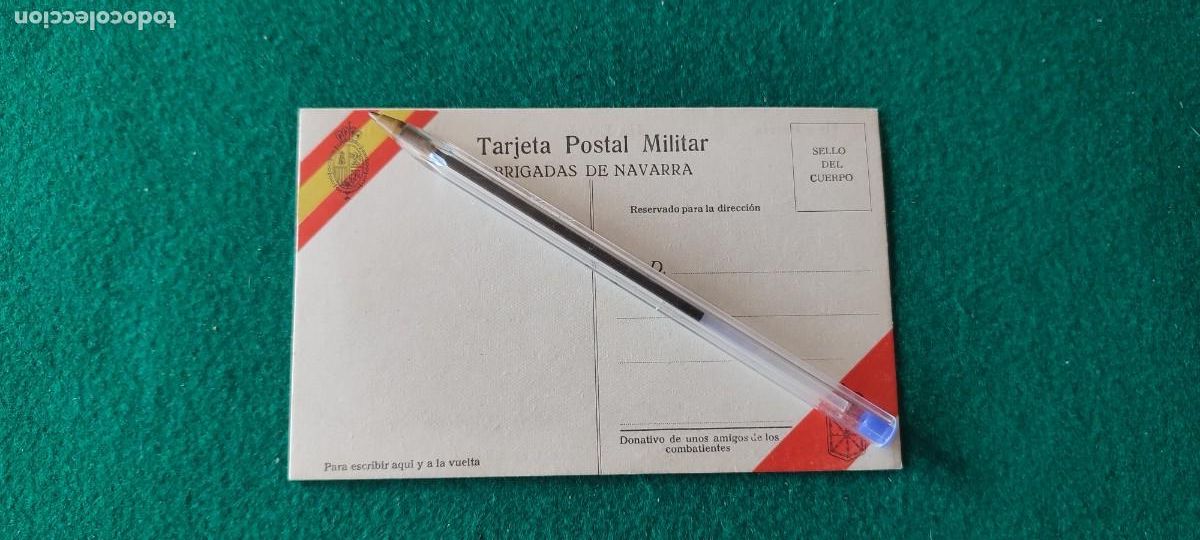 todocoleccion
Tarjeta Postal Militar
BRIGADAS DE NAVARRA
SELLO
DEL
CUERPO
Reservado para la dirección
D.
Donativo de unos amigos de los
combatientes
Para escribir aqui y a la vuelta